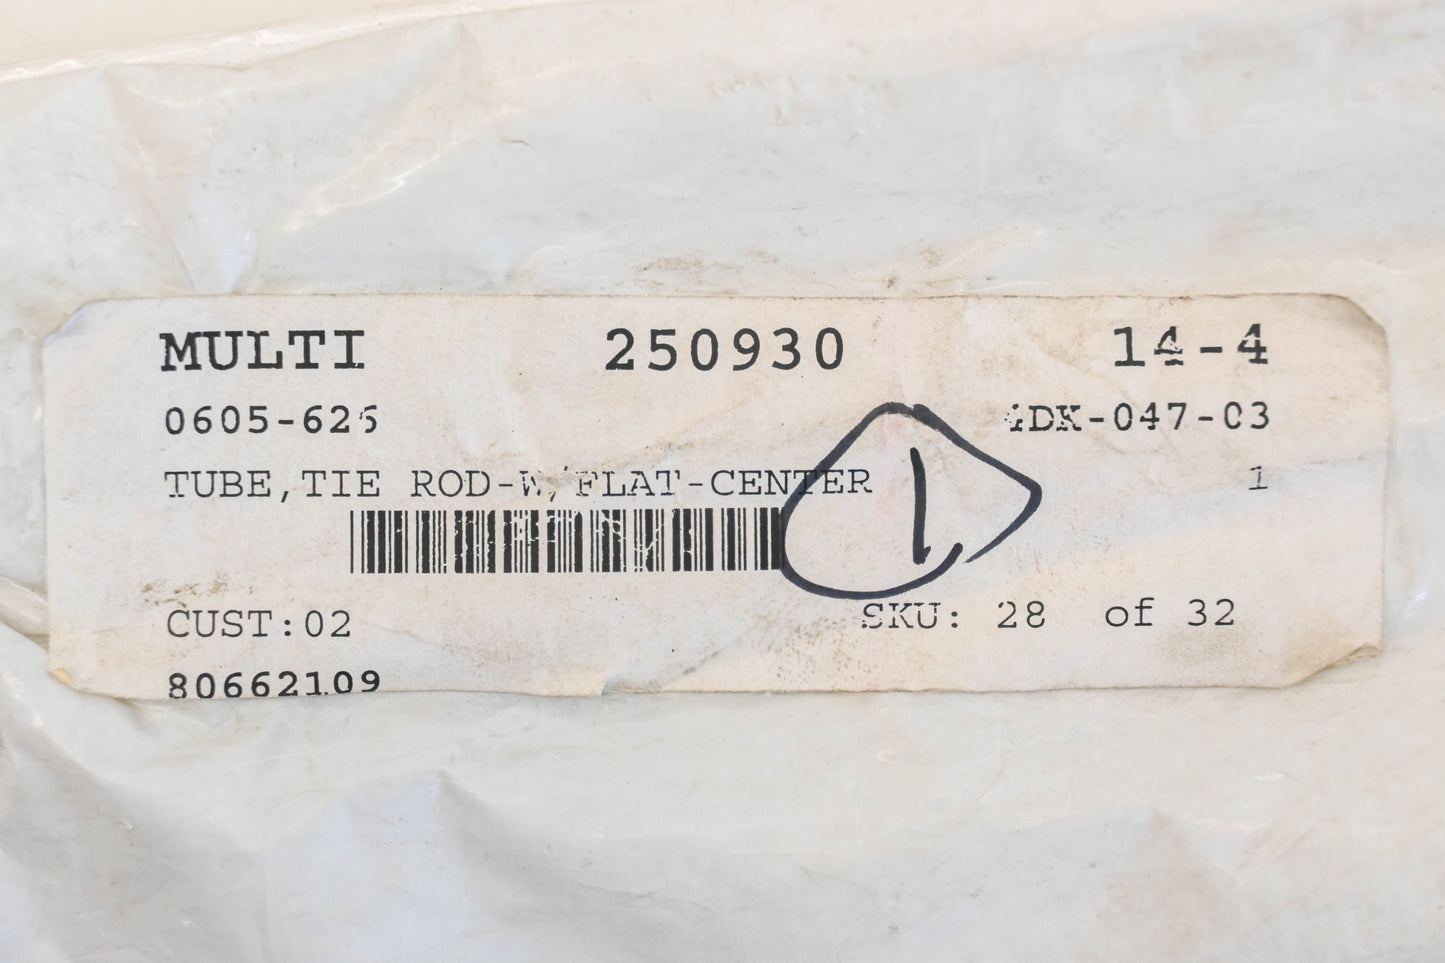 MULTI 250930 14-4
0605-626 4DK-047-03
TUBE,TIE ROD-W/FLAT-CENTER 1
1
CUST:02 SKU: 28 of 32
80662109